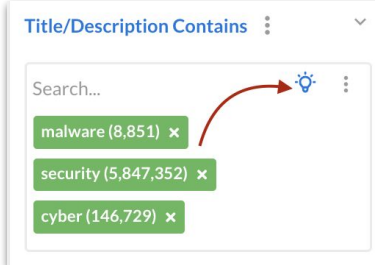 Title/Description Contains
Search...
malware (8,851) ×
security (5,847,352) ×
cyber (146,729) ×